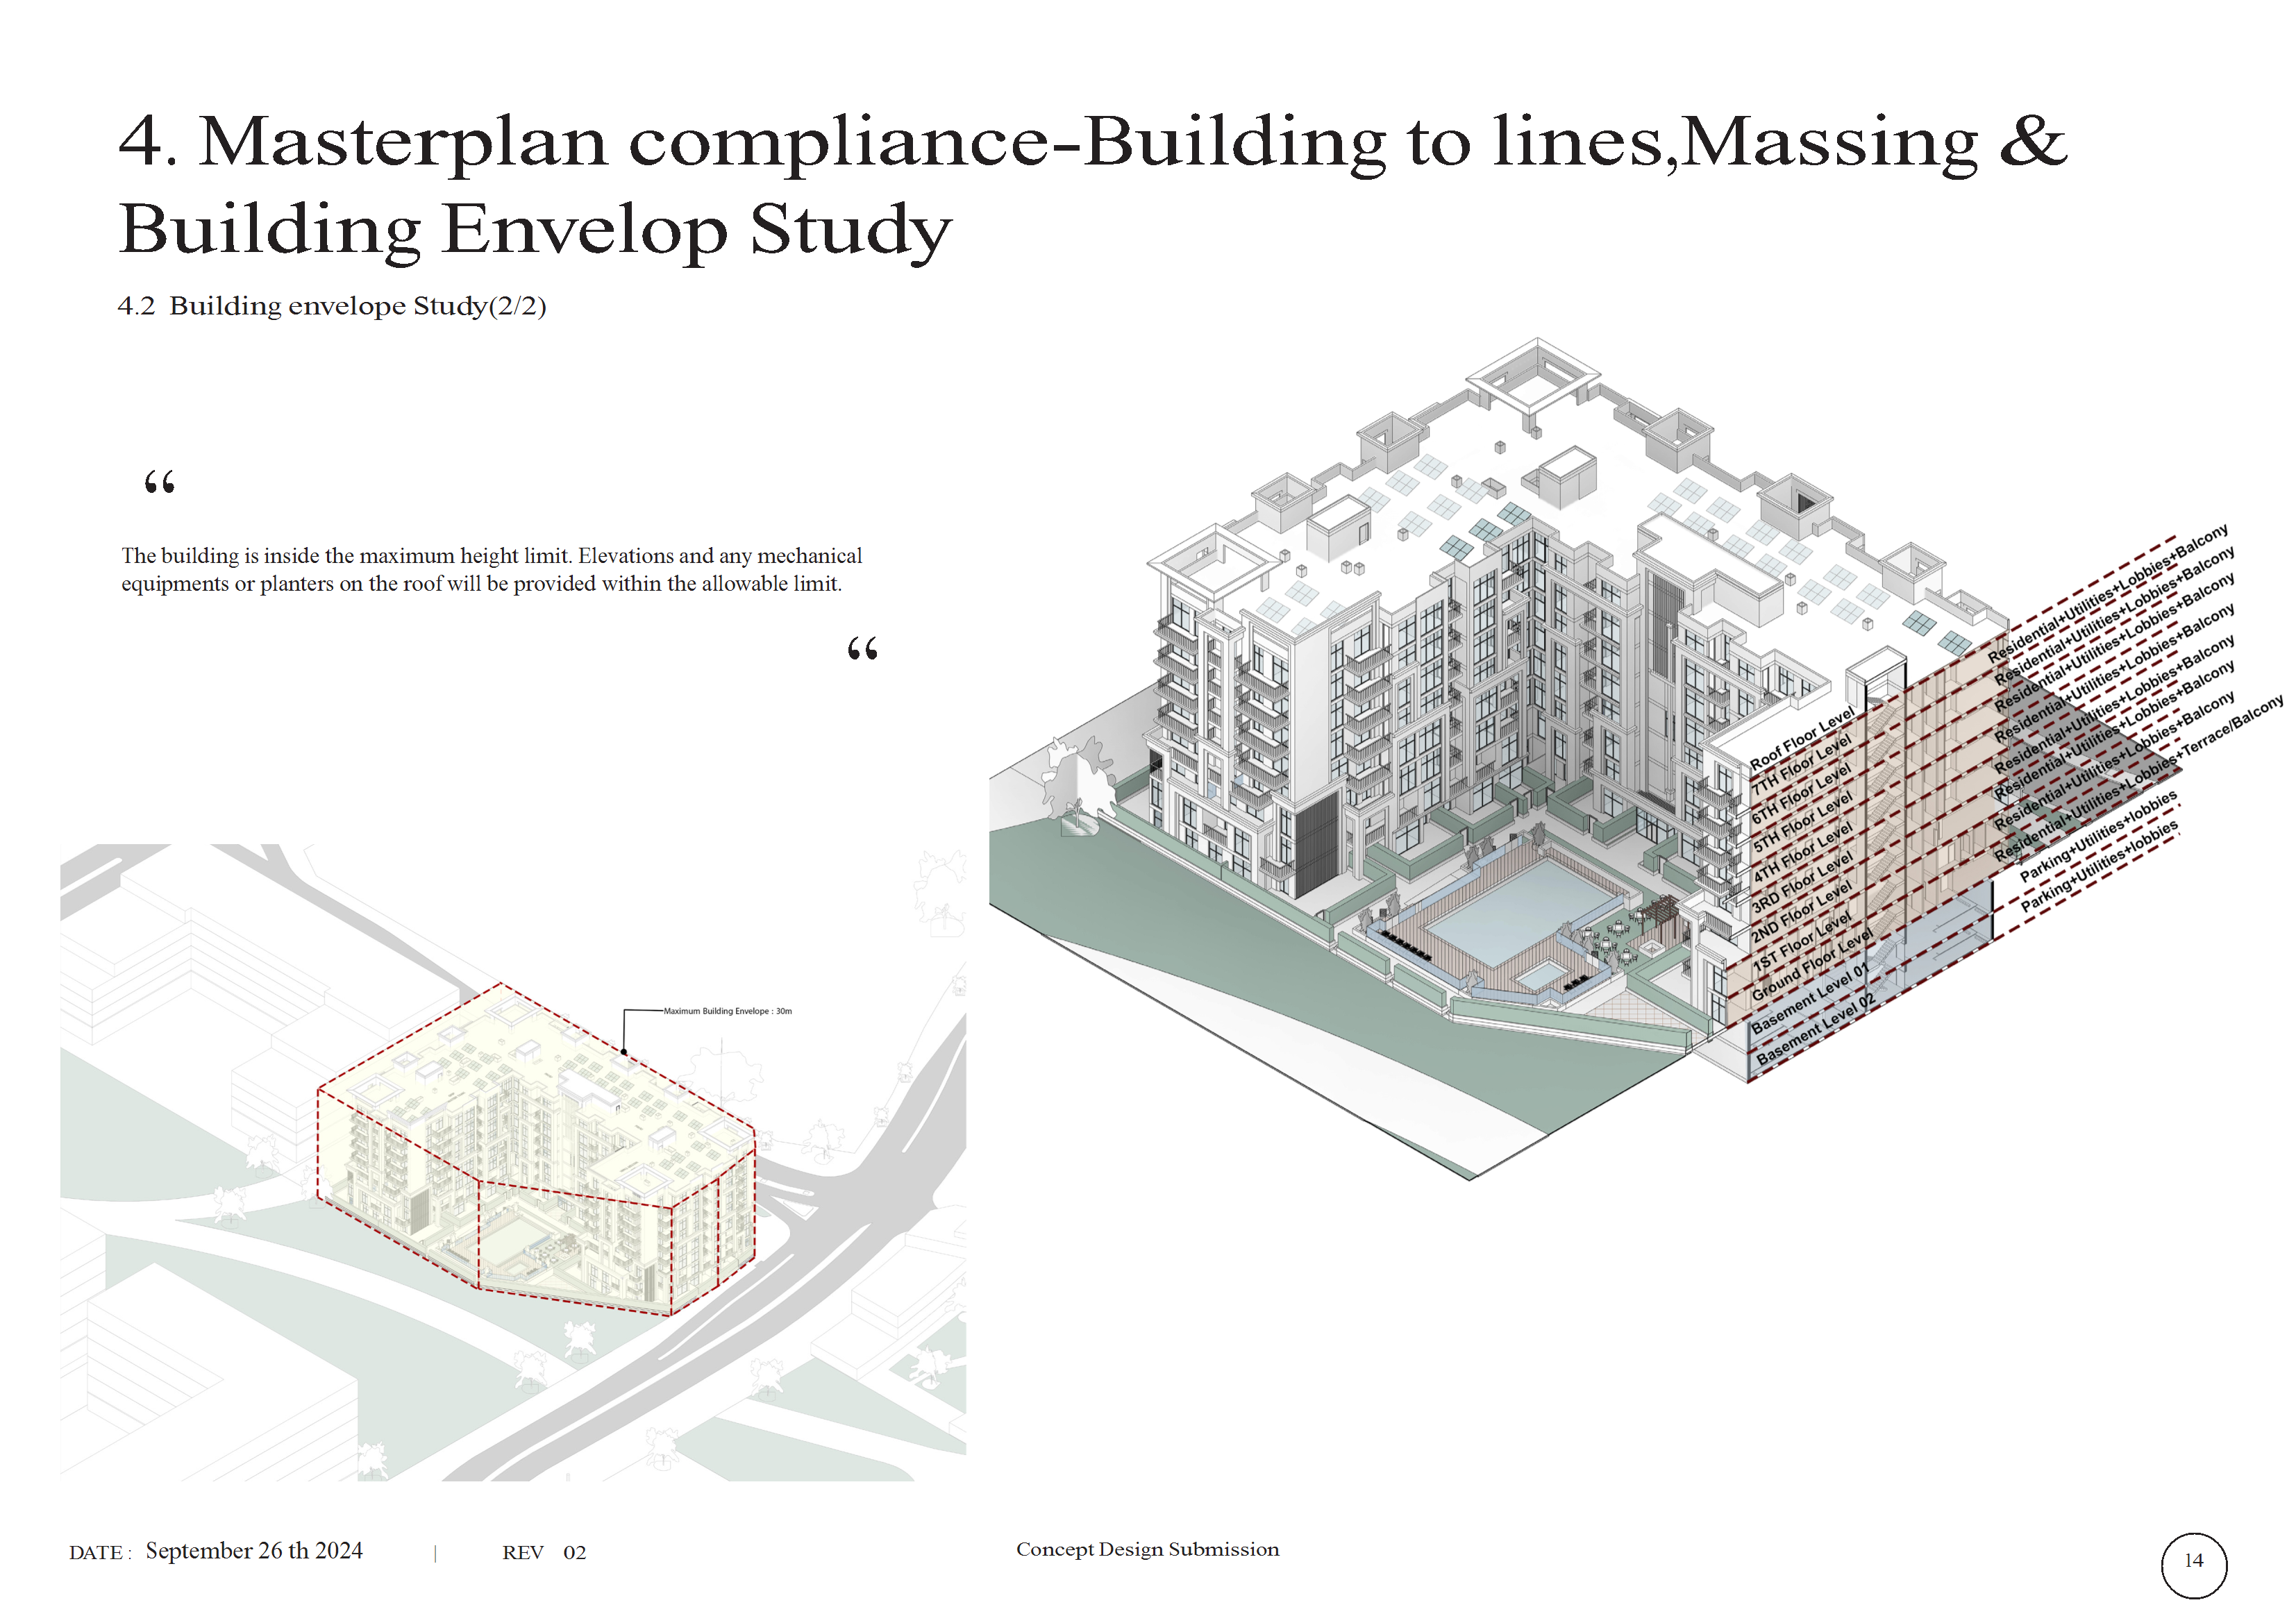 4. Masterplan compliance-Building to lines,Massing &
Building Envelop Study
4.2 Building envelope Study(2/2)
“
The building is inside the maximum height limit. Elevations and any mechanical
equipments or planters on the roof will be provided within the allowable limit.
“
Maximum Building Envelope : 30m
Roof Floor Level
7TH Floor Level
6TH Floor Level
5TH Floor Level
4TH Floor Level
3RD Floor Level
2ND Floor Level
1ST Floor Level
Ground Floor Level
Basement Level 01
Basement Level 02
Residential+Utilities+Lobbies+Balcony
Residential+Utilities+Lobbies+Balcony
Residential+Utilities+Lobbies+Balcony
Residential+Utilities+Lobbies+Balcony
Residential+Utilities+Lobbies+Balcony
Residential+Utilities+Lobbies+Balcony
Residential+Utilities+Lobbies+Balcony
Residential+Utilities+Lobbies+Terrace/Balcony
Parking+Utilities+lobbies
Parking+Utilities+lobbies
DATE : September 26 th 2024 | REV 02
Concept Design Submission
14